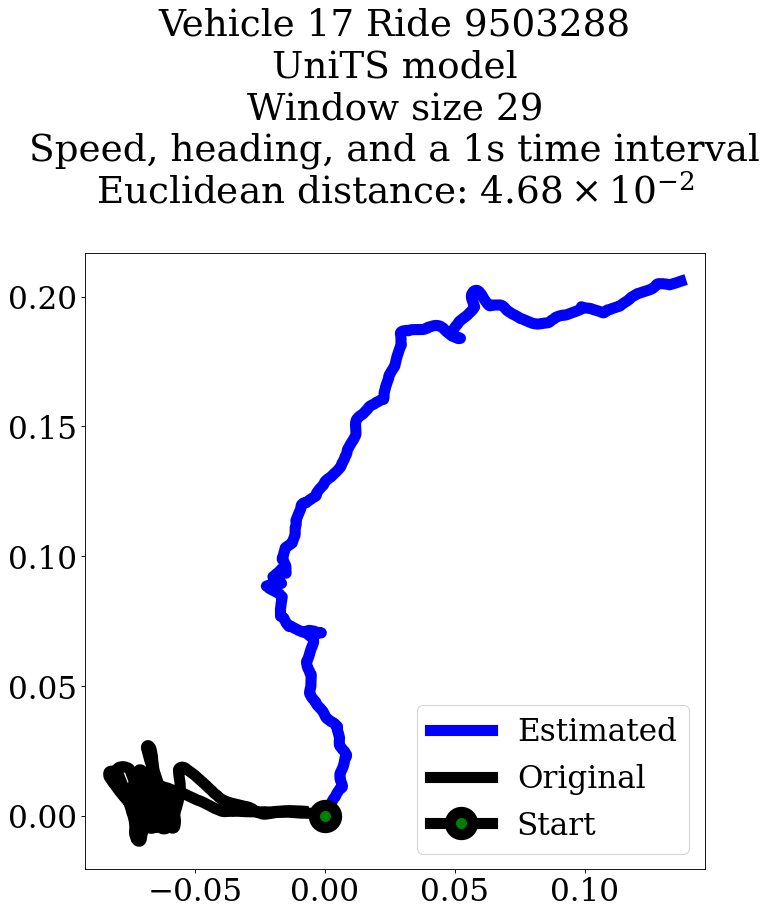 Vehicle 17 Ride 9503288
UniTS model
Window size 29
Speed, heading, and a 1s time interval
Euclidean distance: 4.68 × 10⁻²
0.20
0.15
0.10
0.05
0.00
Estimated
Original
Start
−0.05 0.00 0.05 0.10